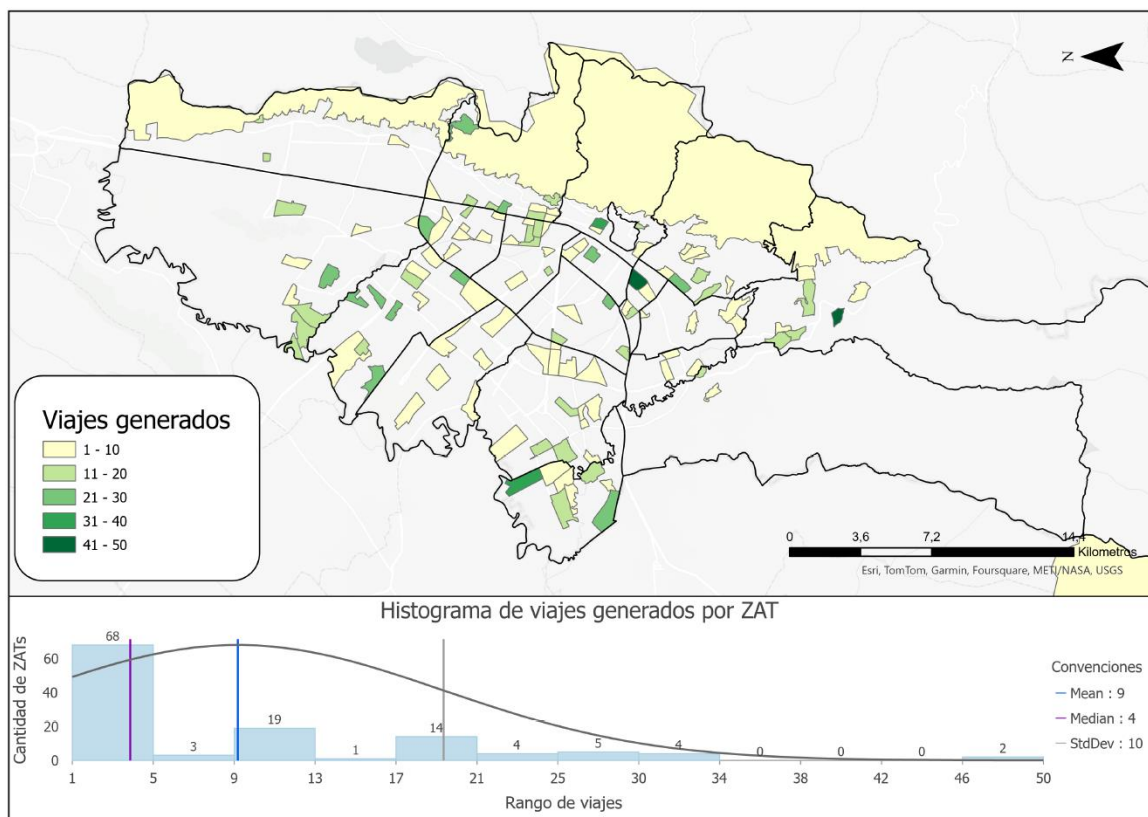 N
Viajes generados
1 - 10
11 - 20
21 - 30
31 - 40
41 - 50
0 3,6 7,2 14,4
Kilometros
Esri, TomTom, Garmin, Foursquare, METI/NASA, USGS
Histograma de viajes generados por ZAT
Cantidad de ZATs
60
40
20
0
68 3 19 1 14 4 5 4 0 0 0 2
1 5 9 13 17 21 25 30 34 38 42 46 50
Rango de viajes
Convenciones
Mean : 9
Median : 4
StdDev : 10